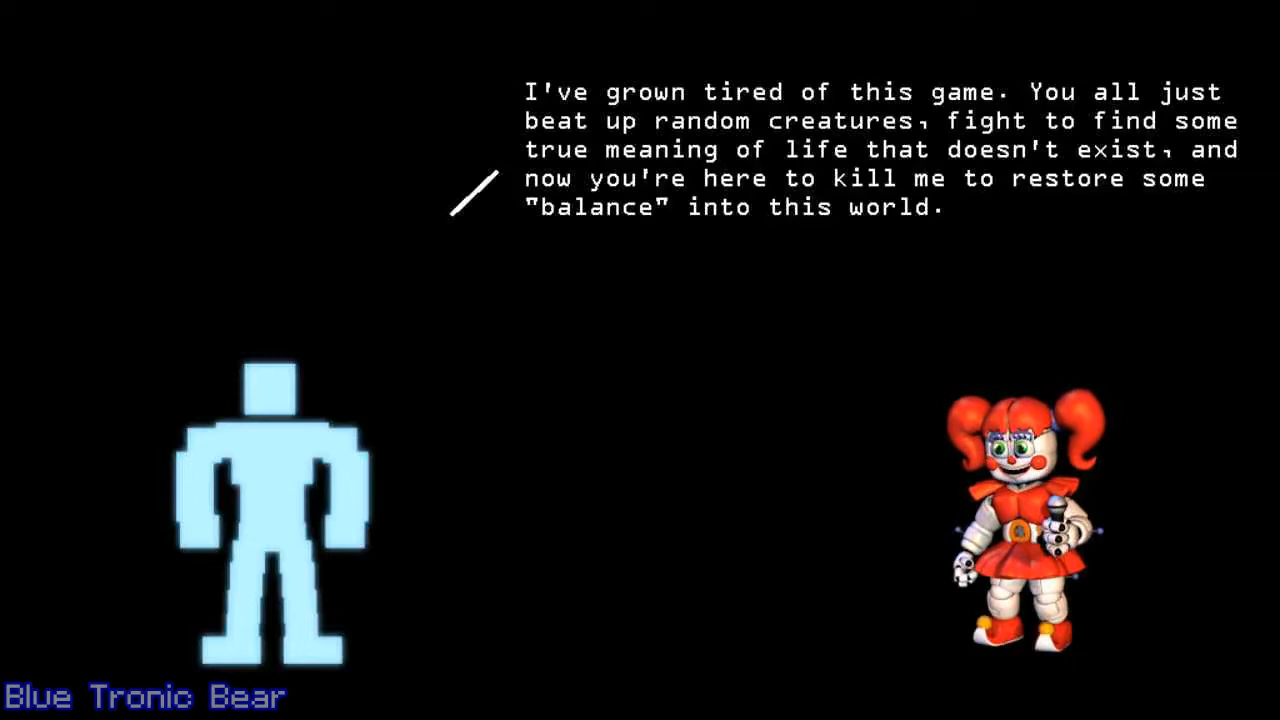 I've grown tired of this game. You all just
beat up random creatures, fight to find some
true meaning of life that doesn't exist, and
now you're here to kill me to restore some
"balance" into this world.
Blue Tronic Bear